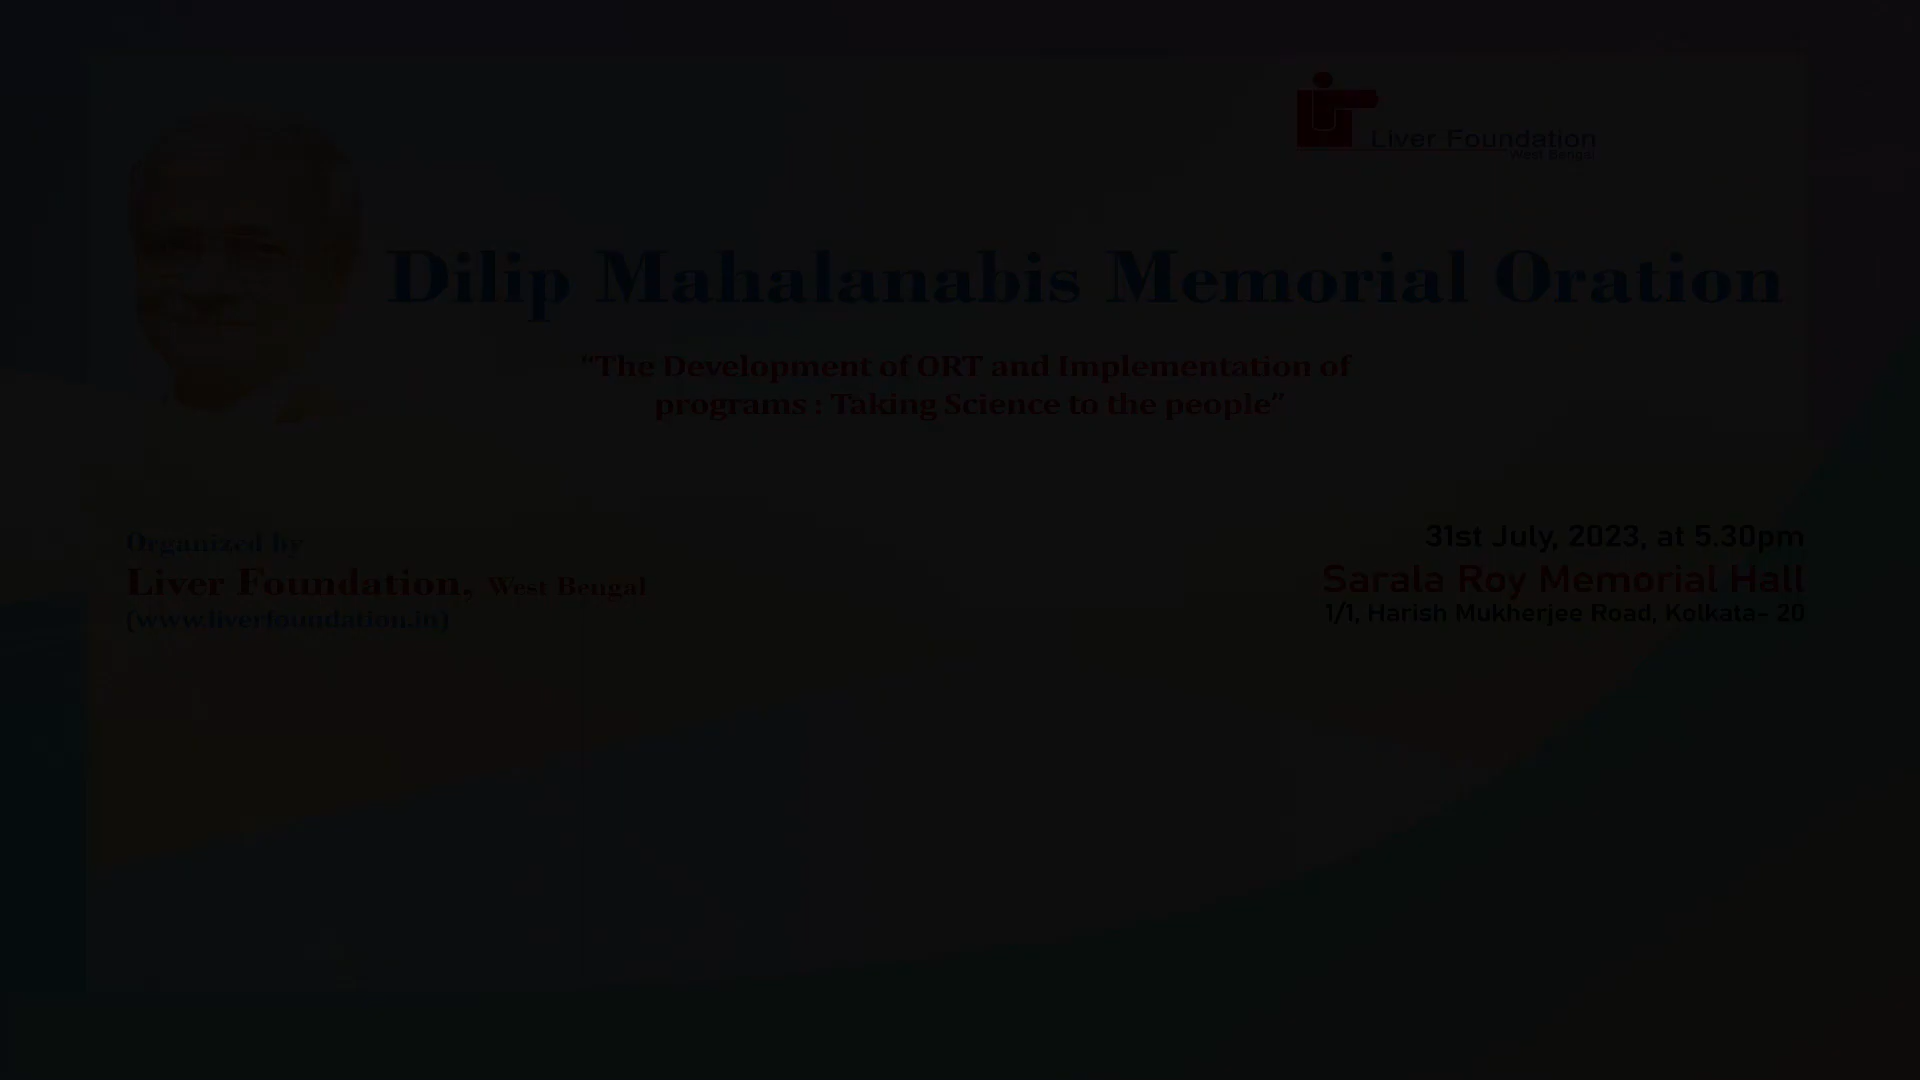 Liver Foundation
West Bengal
Dilip Mahalanabis Memorial Oration
"The Development of ORT and Implementation of
programs : Taking Science to the people"
Organized by
Liver Foundation, West Bengal
(www.liverfoundation.in)
31st July, 2023, at 5.30pm
Sarala Roy Memorial Hall
1/1, Harish Mukherjee Road, Kolkata- 20